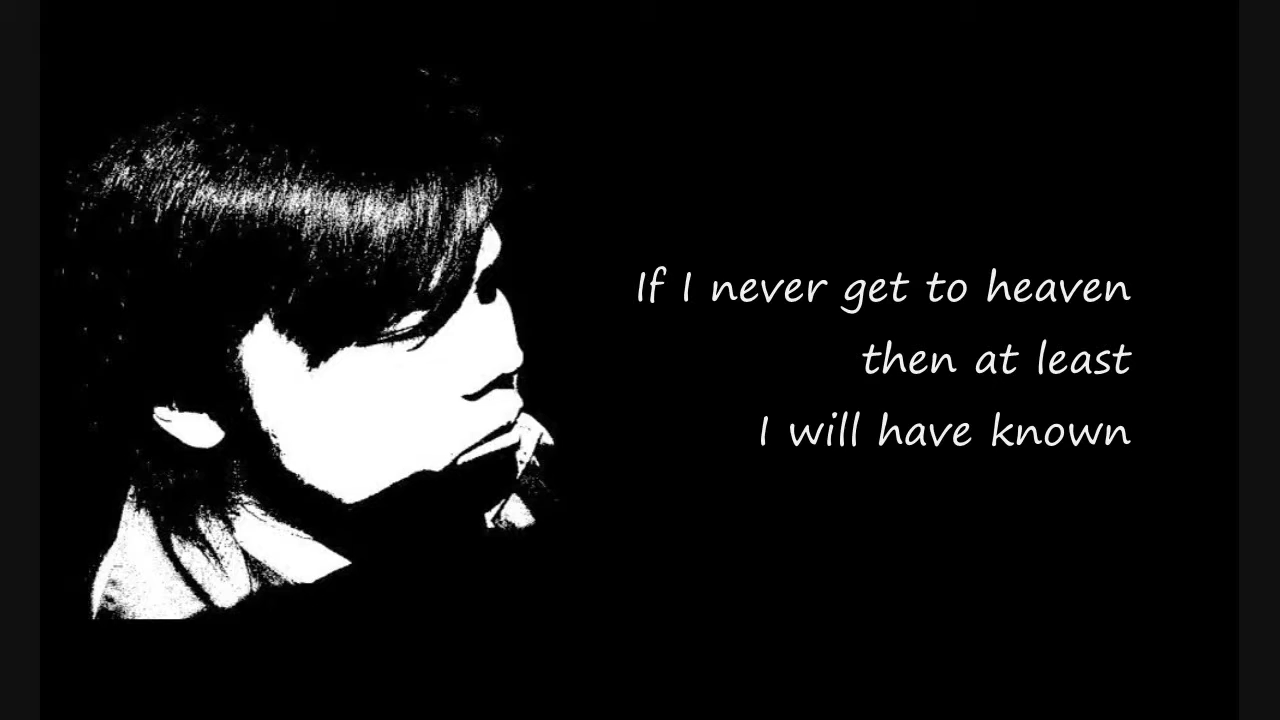 If I never get to heaven
then at least
I will have known